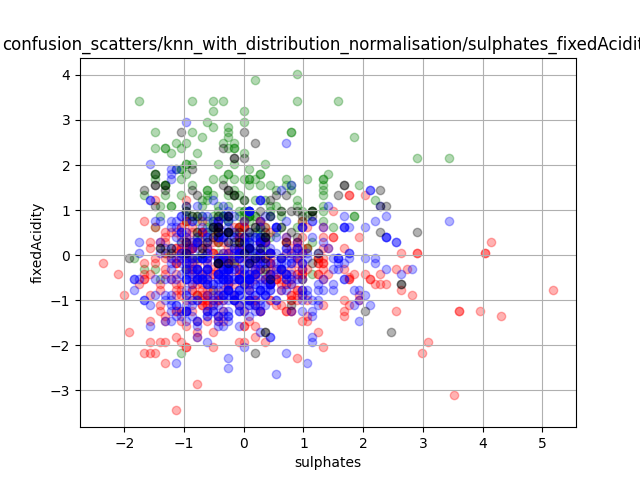 confusion_scatters/knn_with_distribution_normalisation/sulphates_fixedAcidit
4
3
2
1
0
−1
−2
−3
fixedAcidity
−2 −1 0 1 2 3 4 5
sulphates